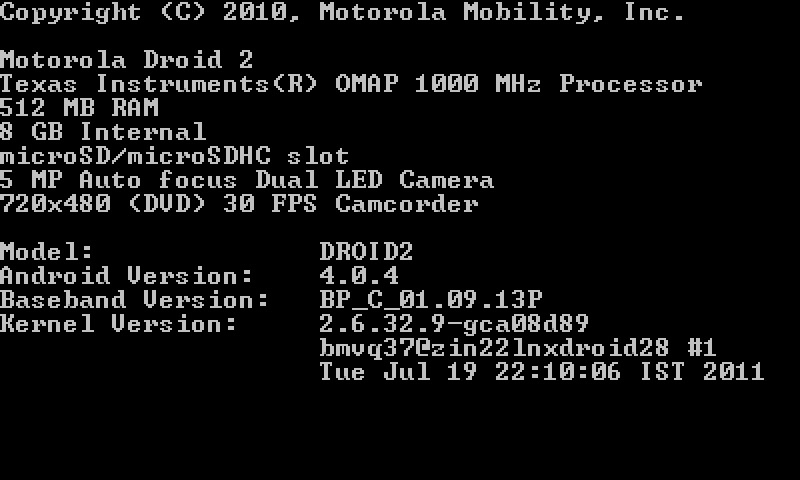 Copyright (C) 2010, Motorola Mobility, Inc.
Motorola Droid 2
Texas Instruments(R) OMAP 1000 MHz Processor
512 MB RAM
8 GB Internal
microSD/microSDHC slot
5 MP Auto focus Dual LED Camera
720x480 (DVD) 30 FPS Camcorder
Model: DROID2
Android Version: 4.0.4
Baseband Version: BP_C_01.09.13P
Kernel Version: 2.6.32.9-gca08d89
bmvq37@zin22lnxdroid28 #1
Tue Jul 19 22:10:06 IST 2011